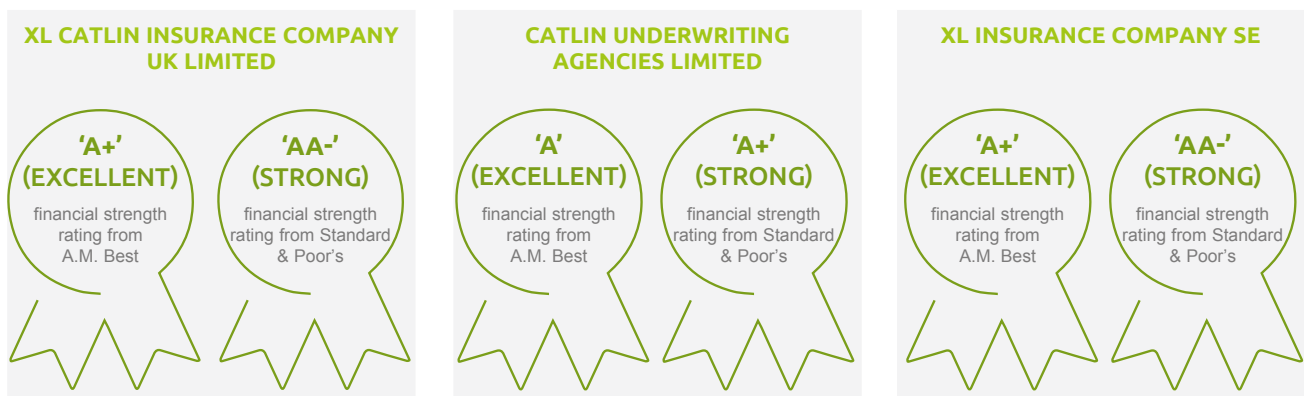 XL CATLIN INSURANCE COMPANY
UK LIMITED
‘A+’
(EXCELLENT)
financial strength
rating from
A.M. Best
‘AA-’
(STRONG)
financial strength
rating from Standard
& Poor’s
CATLIN UNDERWRITING
AGENCIES LIMITED
‘A’
(EXCELLENT)
financial strength
rating from
A.M. Best
‘A+’
(STRONG)
financial strength
rating from Standard
& Poor’s
XL INSURANCE COMPANY SE
‘A+’
(EXCELLENT)
financial strength
rating from
A.M. Best
‘AA-’
(STRONG)
financial strength
rating from Standard
& Poor’s